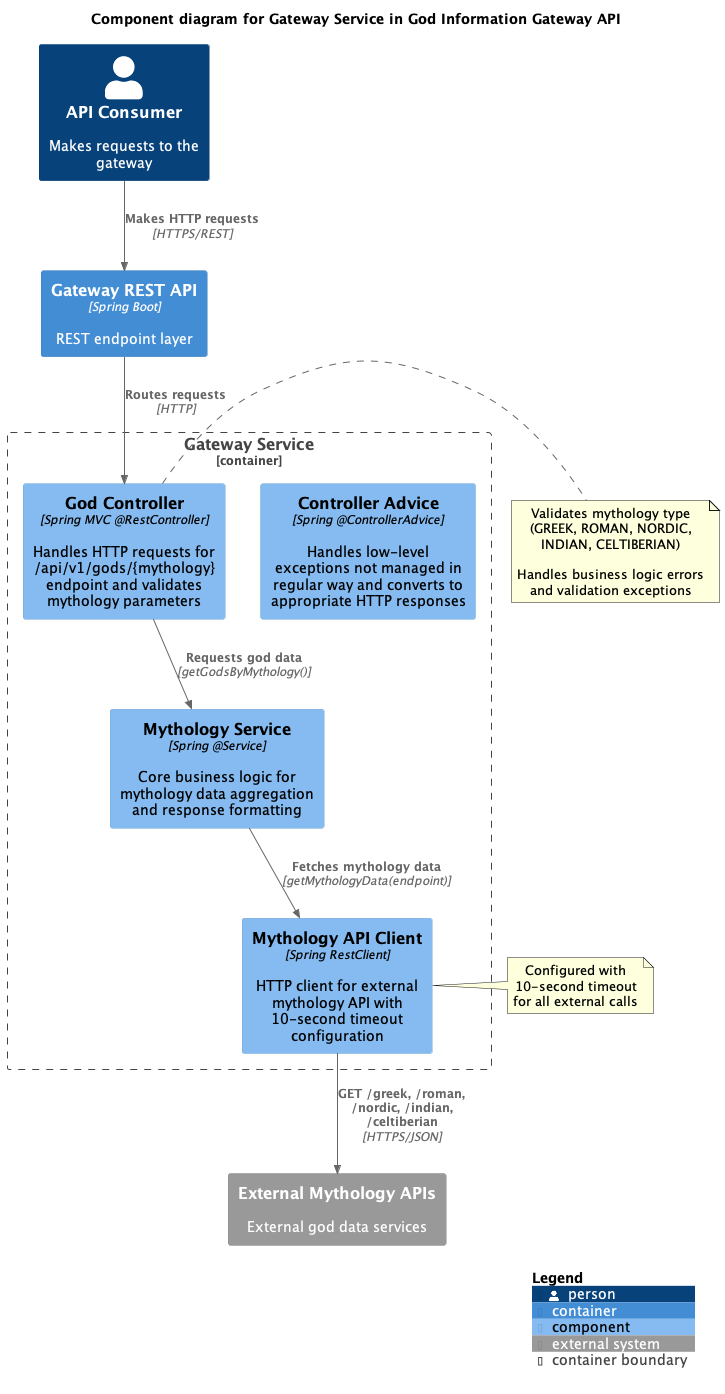 Component diagram for Gateway Service in God Information Gateway API
API Consumer
Makes requests to the
gateway
Makes HTTP requests
[HTTPS/REST]
Gateway REST API
[Spring Boot]
REST endpoint layer
Routes requests
[HTTP]
Gateway Service
[container]
God Controller
[Spring MVC @RestController]
Handles HTTP requests for
/api/v1/gods/{mythology}
endpoint and validates
mythology parameters
Controller Advice
[Spring @ControllerAdvice]
Handles low-level
exceptions not managed in
regular way and converts to
appropriate HTTP responses
Validates mythology type
(GREEK, ROMAN, NORDIC,
INDIAN, CELTIBERIAN)
Handles business logic errors
and validation exceptions
Requests god data
[getGodsByMythology()]
Mythology Service
[Spring @Service]
Core business logic for
mythology data aggregation
and response formatting
Fetches mythology data
[getMythologyData(endpoint)]
Mythology API Client
[Spring RestClient]
HTTP client for external
mythology API with
10-second timeout
configuration
Configured with
10-second timeout
for all external calls
GET /greek, /roman,
/nordic, /indian,
/celtiberian
[HTTPS/JSON]
External Mythology APIs
External god data services
Legend
person
container
component
external system
container boundary